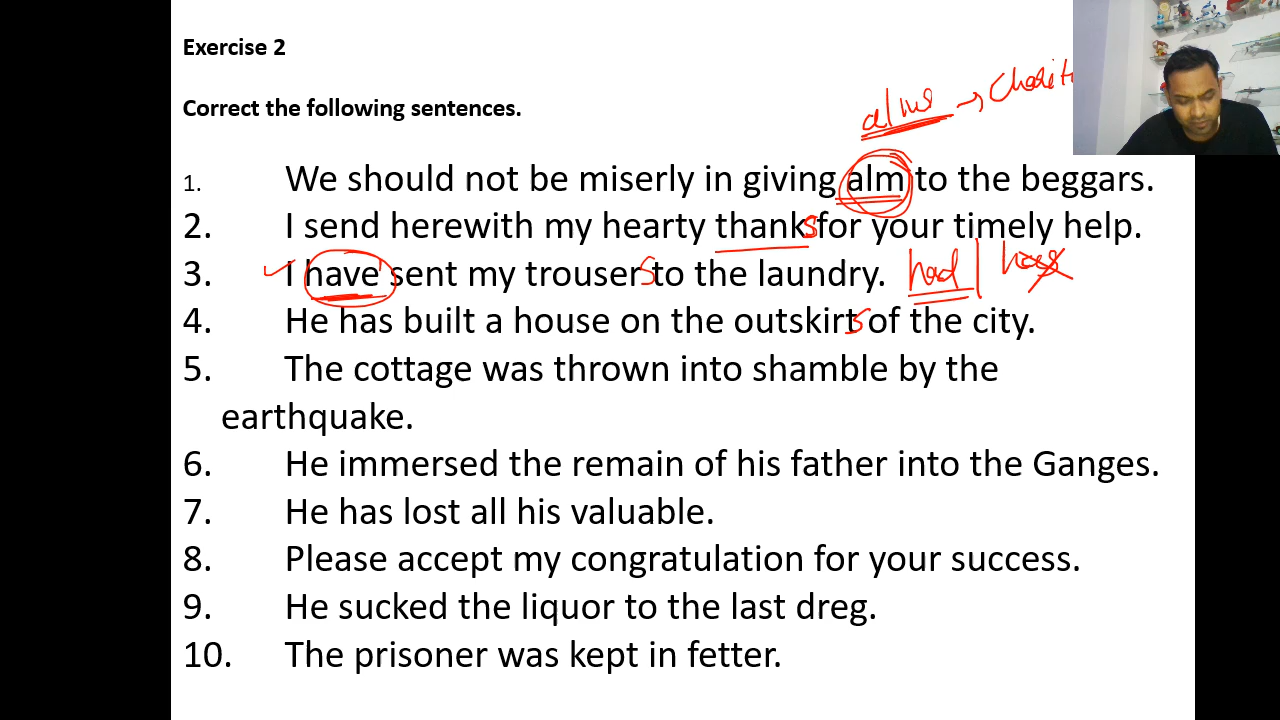 Exercise 2
Correct the following sentences.
alms →
1. We should not be miserly in giving alm to the beggars.
2. I send herewith my hearty thanks for your timely help.
3. I have sent my trousers to the laundry. had | has
4. He has built a house on the outskirts of the city.
5. The cottage was thrown into shamble by the
earthquake.
6. He immersed the remain of his father into the Ganges.
7. He has lost all his valuable.
8. Please accept my congratulation for your success.
9. He sucked the liquor to the last dreg.
10. The prisoner was kept in fetter.